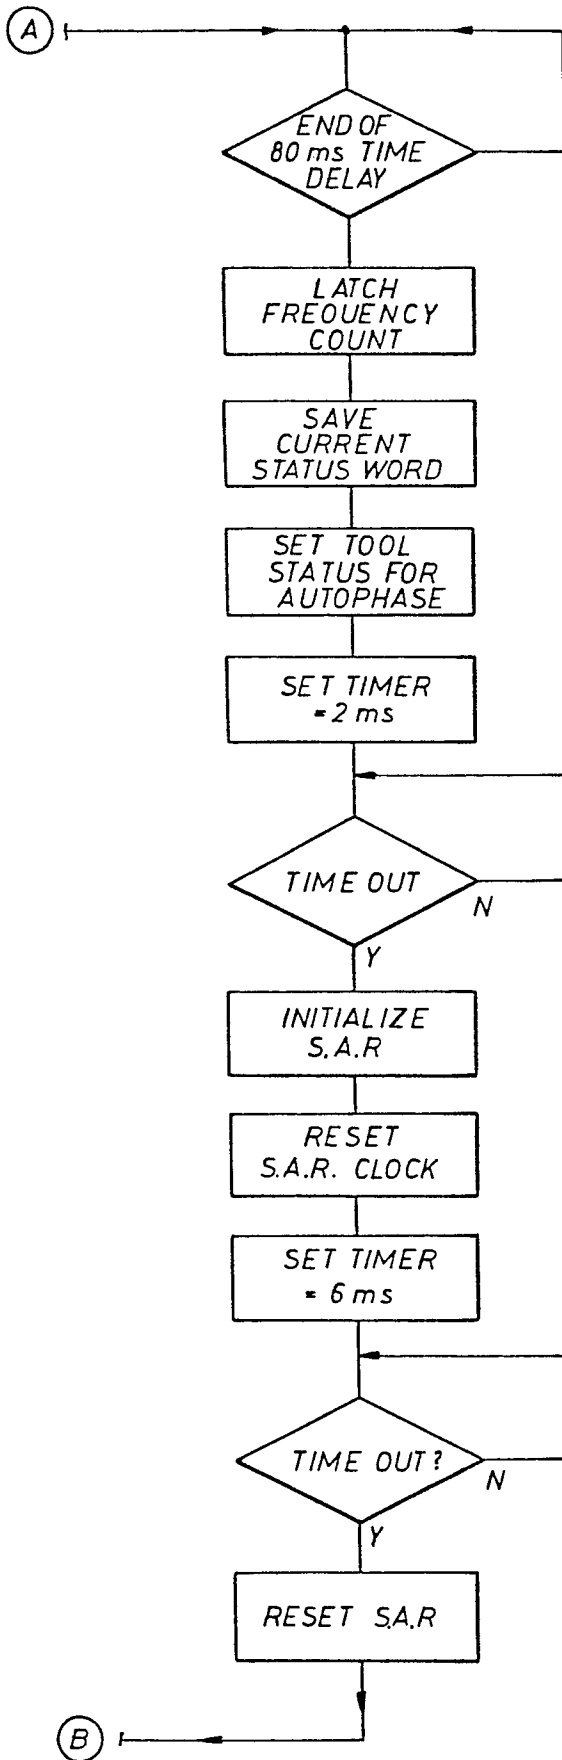 A
END OF
80 ms TIME
DELAY
LATCH
FREQUENCY
COUNT
SAVE
CURRENT
STATUS WORD
SET TOOL
STATUS FOR
AUTOPHASE
SET TIMER
= 2 ms
TIME OUT
N
Y
INITIALIZE
S.A.R
RESET
S.A.R. CLOCK
SET TIMER
= 6 ms
TIME OUT?
N
Y
RESET S.A.R
B